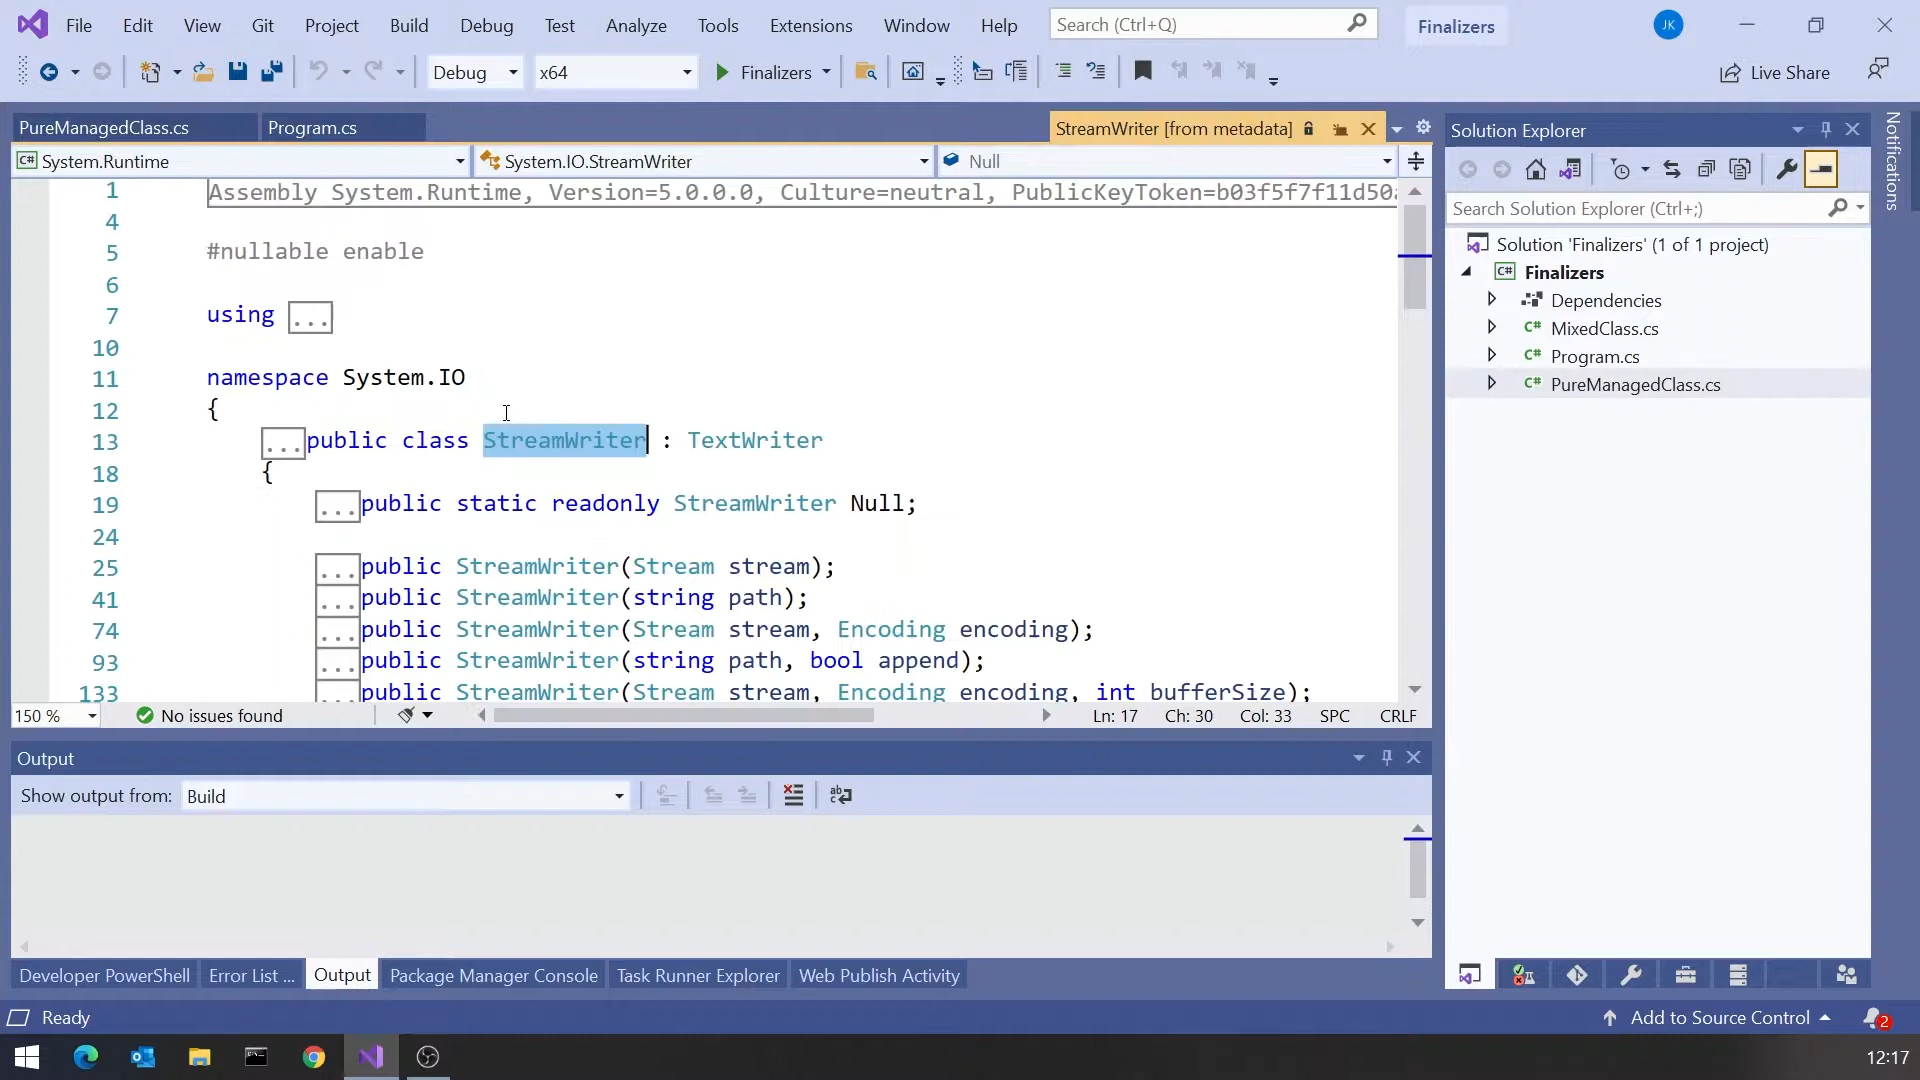 File Edit View Git Project Build Debug Test Analyze Tools Extensions Window Help Search (Ctrl+Q) Finalizers JK
Debug x64 Finalizers Live Share
PureManagedClass.cs Program.cs StreamWriter [from metadata]
System.Runtime System.IO.StreamWriter Null
1 Assembly System.Runtime, Version=5.0.0.0, Culture=neutral, PublicKeyToken=b03f5f7f11d50a
4
5 #nullable enable
6
7 using ...
10
11 namespace System.IO
12 {
13 ...public class StreamWriter : TextWriter
18 {
19 ...public static readonly StreamWriter Null;
24
25 ...public StreamWriter(Stream stream);
41 ...public StreamWriter(string path);
74 ...public StreamWriter(Stream stream, Encoding encoding);
93 ...public StreamWriter(string path, bool append);
133 ...public StreamWriter(Stream stream, Encoding encoding, int bufferSize);
150 % No issues found Ln: 17 Ch: 30 Col: 33 SPC CRLF
Output
Show output from: Build
Developer PowerShell Error List ... Output Package Manager Console Task Runner Explorer Web Publish Activity
Solution Explorer
Search Solution Explorer (Ctrl+;)
Solution 'Finalizers' (1 of 1 project)
C# Finalizers
Dependencies
C# MixedClass.cs
C# Program.cs
C# PureManagedClass.cs
Notifications
Ready Add to Source Control 2
12:17